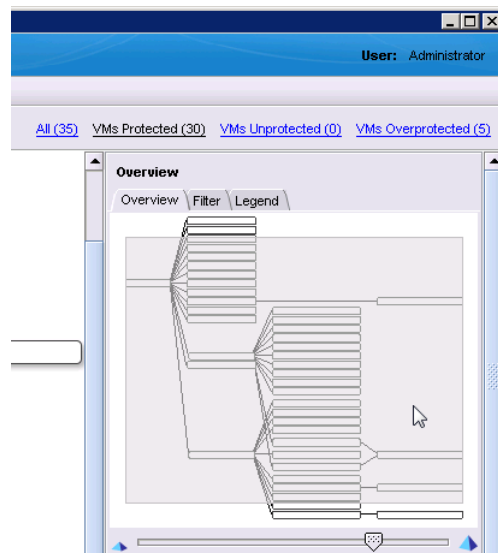 User: Administrator
All (35) VMs Protected (30) VMs Unprotected (0) VMs Overprotected (5)
Overview
Overview Filter Legend